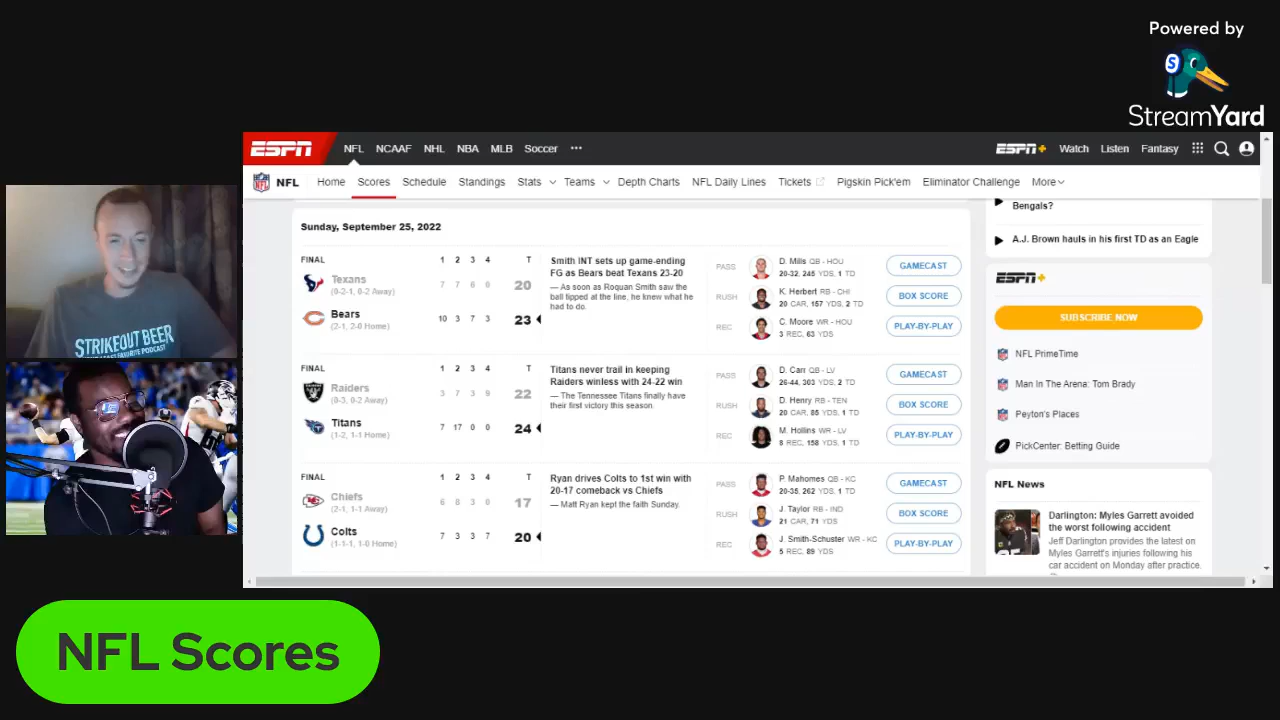 Powered by
StreamYard
ESPN NFL NCAAF NHL NBA MLB Soccer ••• ESPN+ Watch Listen Fantasy
NFL Home Scores Schedule Standings Stats Teams Depth Charts NFL Daily Lines Tickets Pigskin Pick'em Eliminator Challenge More
Sunday, September 25, 2022
FINAL 1 2 3 4 T
Texans 7 7 6 0 20
(0-2-1, 0-2 Away)
Bears 10 3 7 3 23
(2-1, 2-0 Home)
Smith INT sets up game-ending
FG as Bears beat Texans 23-20
— As soon as Roquan Smith saw the
ball tipped at the line, he knew what he
had to do.
PASS D. Mills QB - HOU
20-32, 245 YDS, 1 TD
RUSH K. Herbert RB - CHI
20 CAR, 157 YDS, 2 TD
REC C. Moore WR - HOU
3 REC, 63 YDS
GAMECAST
BOX SCORE
PLAY-BY-PLAY
FINAL 1 2 3 4 T
Raiders 3 7 3 9 22
(0-3, 0-2 Away)
Titans 7 17 0 0 24
(1-2, 1-1 Home)
Titans never trail in keeping
Raiders winless with 24-22 win
— The Tennessee Titans finally have
their first victory this season.
PASS D. Carr QB - LV
26-44, 303 YDS, 2 TD
RUSH D. Henry RB - TEN
20 CAR, 85 YDS, 1 TD
REC M. Hollins WR - LV
8 REC, 158 YDS, 1 TD
GAMECAST
BOX SCORE
PLAY-BY-PLAY
FINAL 1 2 3 4 T
Chiefs 6 8 3 0 17
(2-1, 1-1 Away)
Colts 7 3 3 7 20
(1-1-1, 1-0 Home)
Ryan drives Colts to 1st win with
20-17 comeback vs Chiefs
— Matt Ryan kept the faith Sunday.
PASS P. Mahomes QB - KC
20-35, 262 YDS, 1 TD
RUSH J. Taylor RB - IND
21 CAR, 71 YDS
REC J. Smith-Schuster WR - KC
5 REC, 89 YDS
GAMECAST
BOX SCORE
PLAY-BY-PLAY
Bengals?
A.J. Brown hauls in his first TD as an Eagle
ESPN+
SUBSCRIBE NOW
NFL PrimeTime
Man In The Arena: Tom Brady
Peyton's Places
PickCenter: Betting Guide
NFL News
Darlington: Myles Garrett avoided
the worst following accident
Jeff Darlington provides the latest on
Myles Garrett's injuries following his
car accident on Monday after practice.
STRIKEOUT BEER
FAVORITE PODCAST
NFL Scores